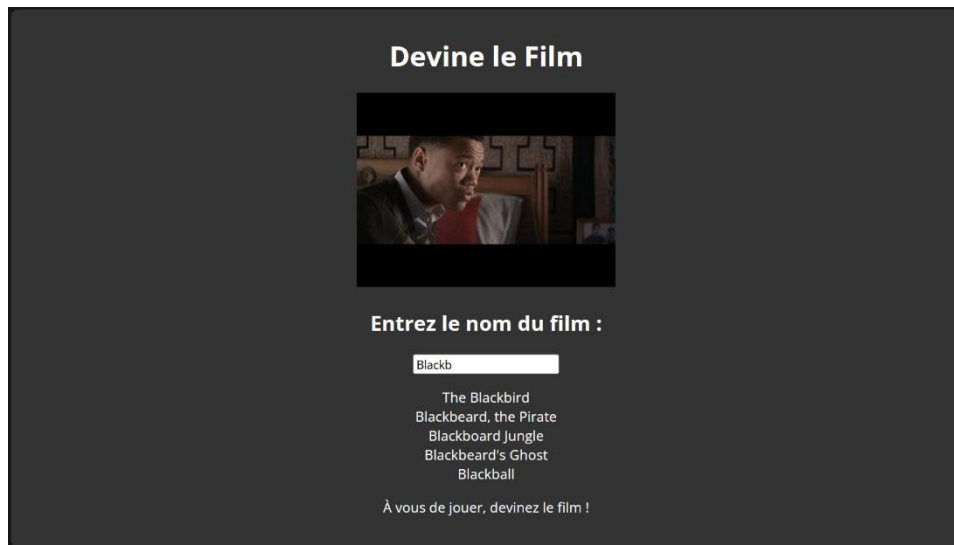 Devine le Film
Entrez le nom du film :
Blackb
The Blackbird
Blackbeard, the Pirate
Blackboard Jungle
Blackbeard's Ghost
Blackball
À vous de jouer, devinez le film !